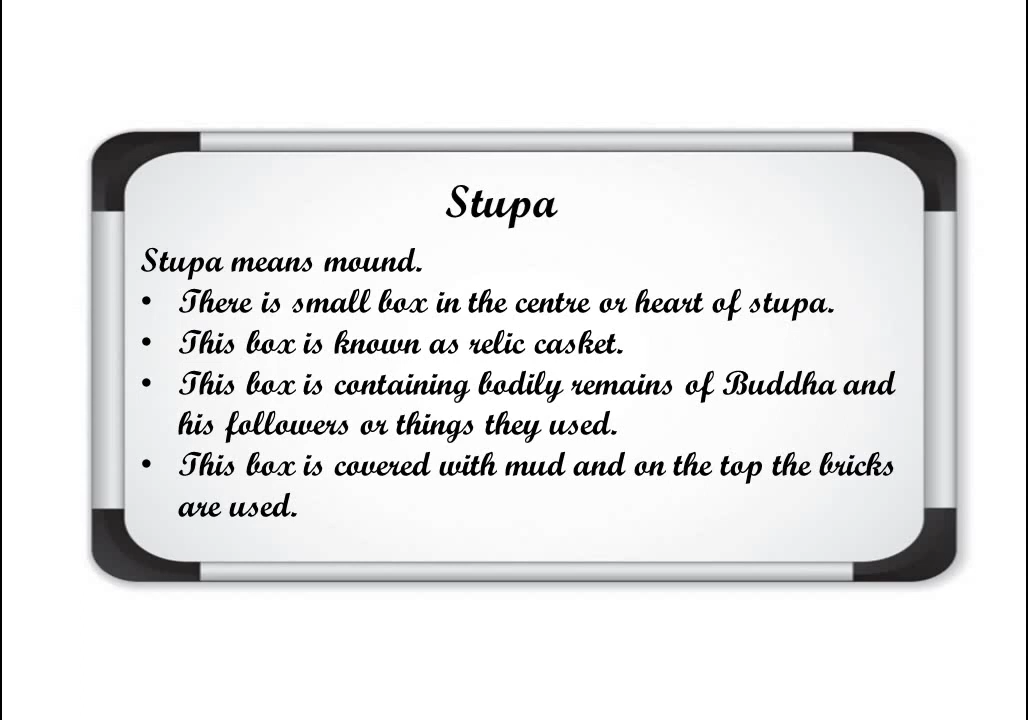 Stupa
Stupa means mound.
• There is small box in the centre or heart of stupa.
• This box is known as relic casket.
• This box is containing bodily remains of Buddha and
his followers or things they used.
• This box is covered with mud and on the top the bricks
are used.